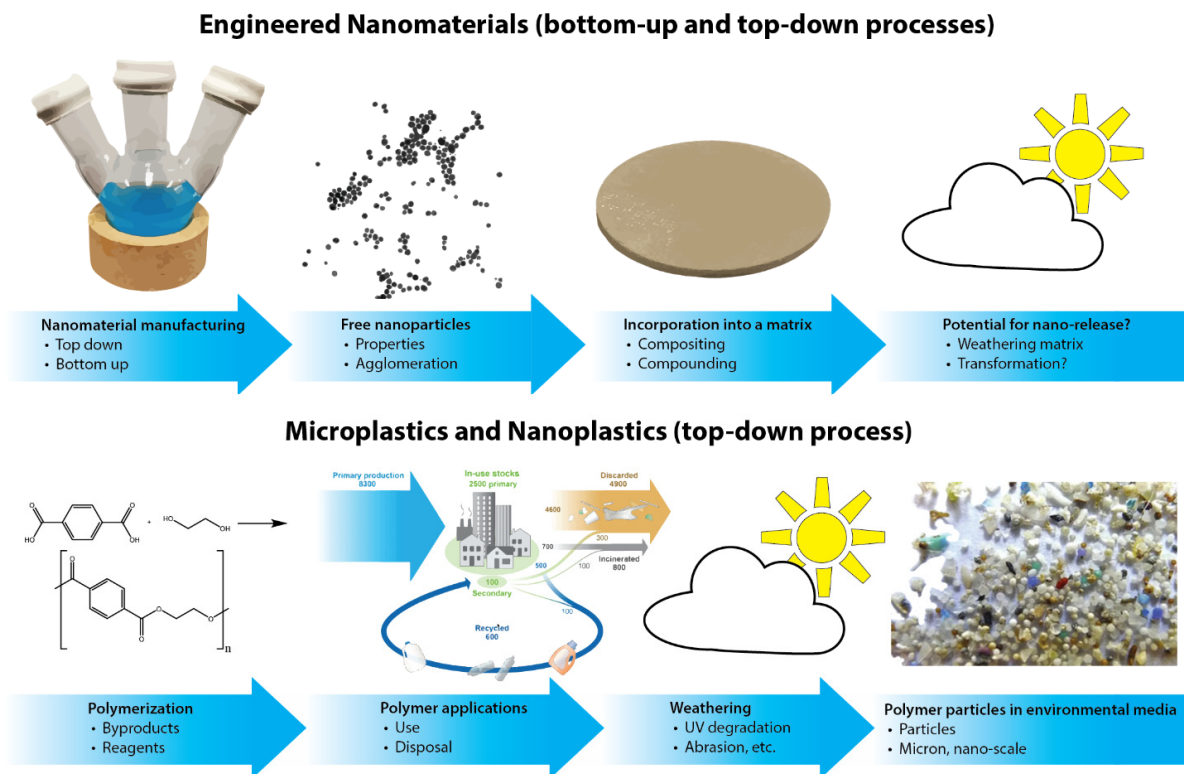 Engineered Nanomaterials (bottom-up and top-down processes)
Nanomaterial manufacturing
• Top down
• Bottom up
Free nanoparticles
• Properties
• Agglomeration
Incorporation into a matrix
• Compositing
• Compounding
Potential for nano-release?
• Weathering matrix
• Transformation?
Microplastics and Nanoplastics (top-down process)
O
HO
O
OH
+
HO
OH
O
O
O
O
n
Primary production
8300
In-use stocks
2500 primary
Discarded
4900
4600
300
700
100
Incinerated
800
500
100
Secondary
100
Recycled
600
Polymerization
• Byproducts
• Reagents
Polymer applications
• Use
• Disposal
Weathering
• UV degradation
• Abrasion, etc.
Polymer particles in environmental media
• Particles
• Micron, nano-scale